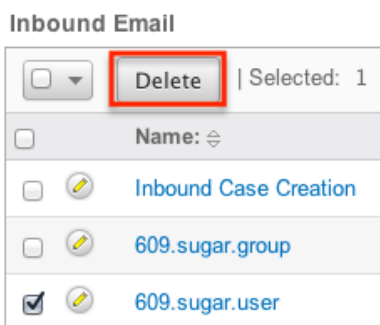 Inbound Email
Delete | Selected: 1
Name:
Inbound Case Creation
609.sugar.group
609.sugar.user